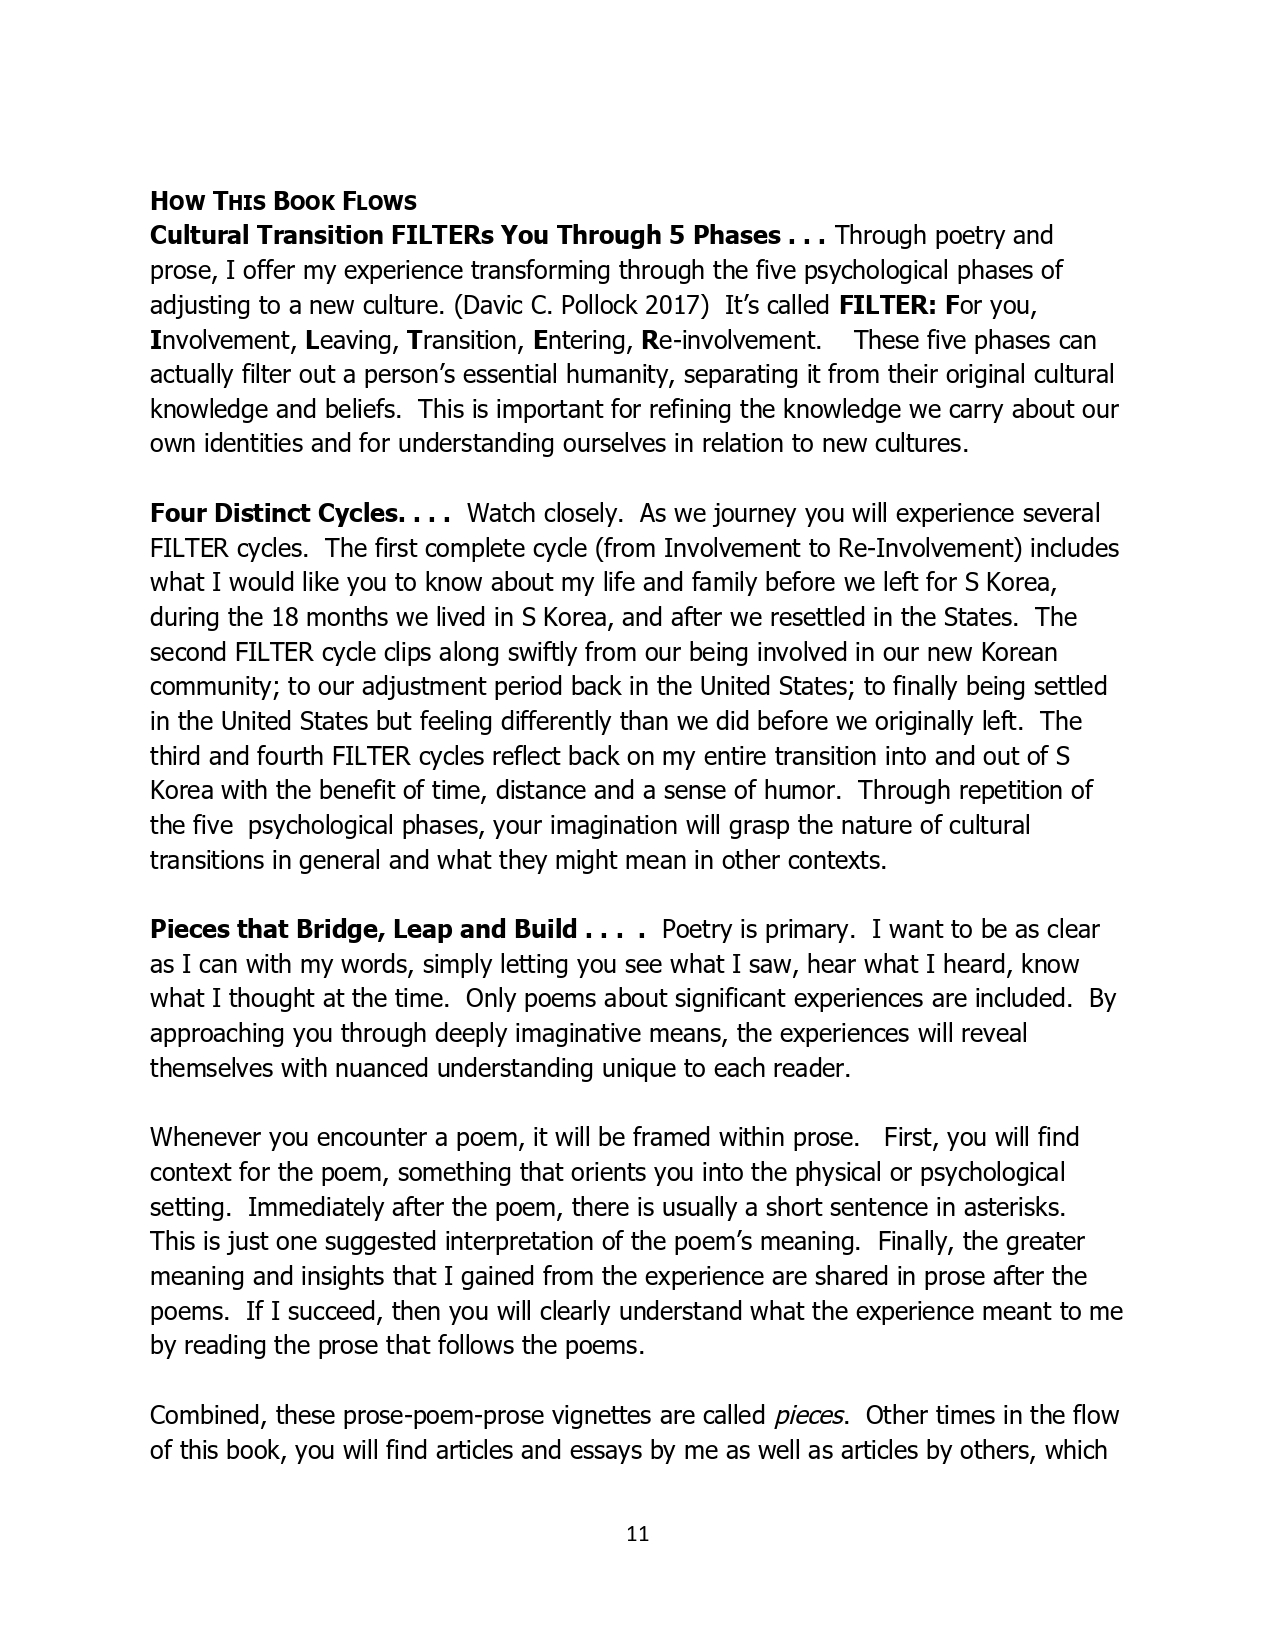 How This Book Flows
Cultural Transition FILTERs You Through 5 Phases . . . Through poetry and
prose, I offer my experience transforming through the five psychological phases of
adjusting to a new culture. (Davic C. Pollock 2017)  It’s called FILTER: For you,
Involvement, Leaving, Transition, Entering, Re-involvement.    These five phases can
actually filter out a person’s essential humanity, separating it from their original cultural
knowledge and beliefs.  This is important for refining the knowledge we carry about our
own identities and for understanding ourselves in relation to new cultures.
Four Distinct Cycles. . . .  Watch closely.  As we journey you will experience several
FILTER cycles.  The first complete cycle (from Involvement to Re-Involvement) includes
what I would like you to know about my life and family before we left for S Korea,
during the 18 months we lived in S Korea, and after we resettled in the States.  The
second FILTER cycle clips along swiftly from our being involved in our new Korean
community; to our adjustment period back in the United States; to finally being settled
in the United States but feeling differently than we did before we originally left.  The
third and fourth FILTER cycles reflect back on my entire transition into and out of S
Korea with the benefit of time, distance and a sense of humor.  Through repetition of
the five  psychological phases, your imagination will grasp the nature of cultural
transitions in general and what they might mean in other contexts.
Pieces that Bridge, Leap and Build . . . .  Poetry is primary.  I want to be as clear
as I can with my words, simply letting you see what I saw, hear what I heard, know
what I thought at the time.  Only poems about significant experiences are included.  By
approaching you through deeply imaginative means, the experiences will reveal
themselves with nuanced understanding unique to each reader.
Whenever you encounter a poem, it will be framed within prose.   First, you will find
context for the poem, something that orients you into the physical or psychological
setting.  Immediately after the poem, there is usually a short sentence in asterisks.
This is just one suggested interpretation of the poem’s meaning.  Finally, the greater
meaning and insights that I gained from the experience are shared in prose after the
poems.  If I succeed, then you will clearly understand what the experience meant to me
by reading the prose that follows the poems.
Combined, these prose-poem-prose vignettes are called pieces.  Other times in the flow
of this book, you will find articles and essays by me as well as articles by others, which
11